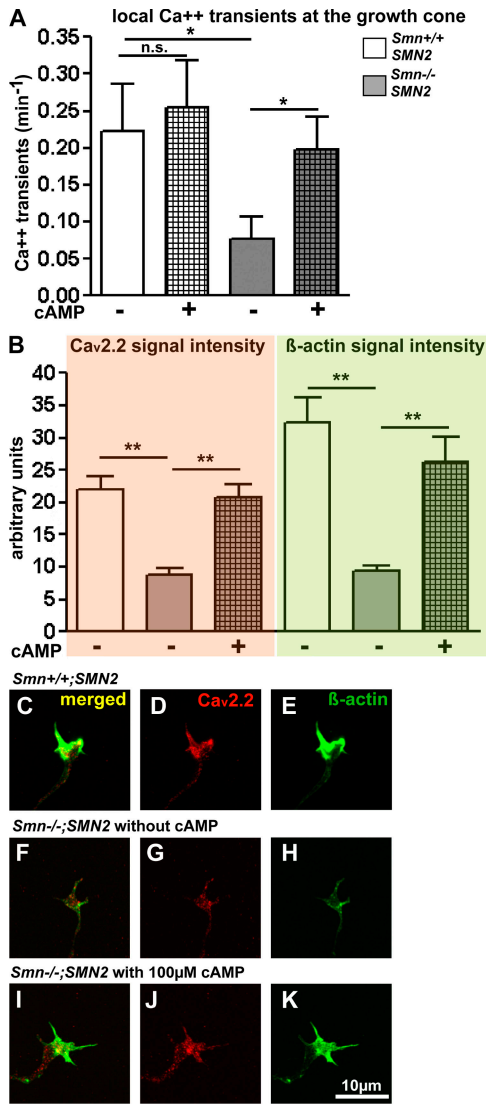 A
local Ca++ transients at the growth cone
Smn+/+
SMN2
Smn-/-
SMN2
*
n.s.
*
Ca++ transients (min-1)
0.35
0.30
0.25
0.20
0.15
0.10
0.05
0.00
cAMP - + - +
B
Cav2.2 signal intensity
ß-actin signal intensity
arbitrary units
40
35
30
25
20
15
10
5
0
** **
** **
cAMP - - + - - +
Smn+/+;SMN2
C merged
D Cav2.2
E ß-actin
Smn-/-;SMN2 without cAMP
F
G
H
Smn-/-;SMN2 with 100µM cAMP
I
J
K
10µm